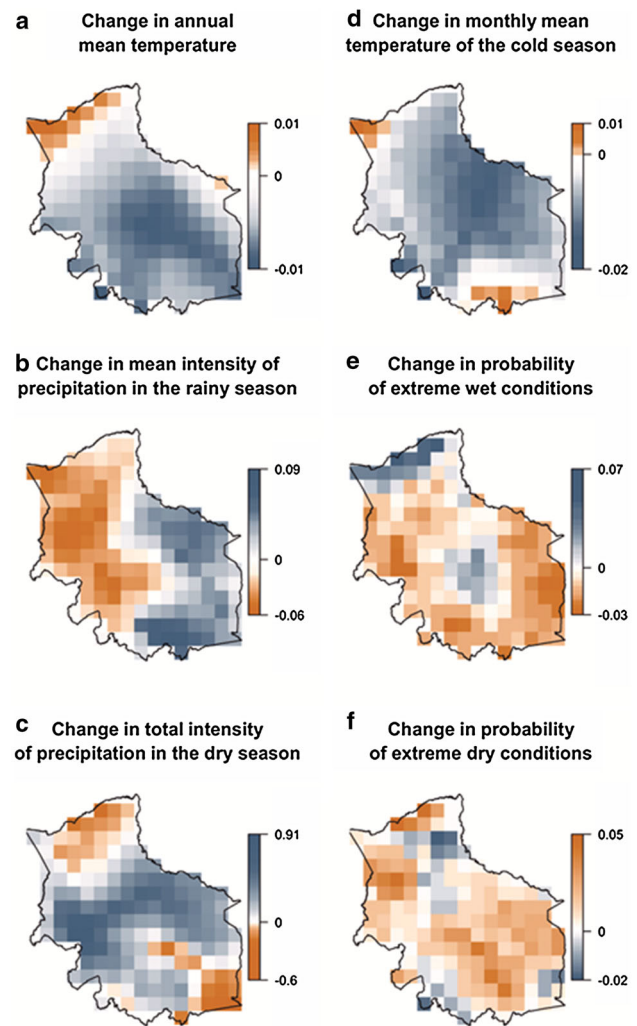 a Change in annual
mean temperature
0.01
0
-0.01
b Change in mean intensity of
precipitation in the rainy season
0.09
0
-0.06
c Change in total intensity
of precipitation in the dry season
0.91
0
-0.6
d Change in monthly mean
temperature of the cold season
0.01
0
-0.02
e Change in probability
of extreme wet conditions
0.07
0
-0.03
f Change in probability
of extreme dry conditions
0.05
0
-0.02